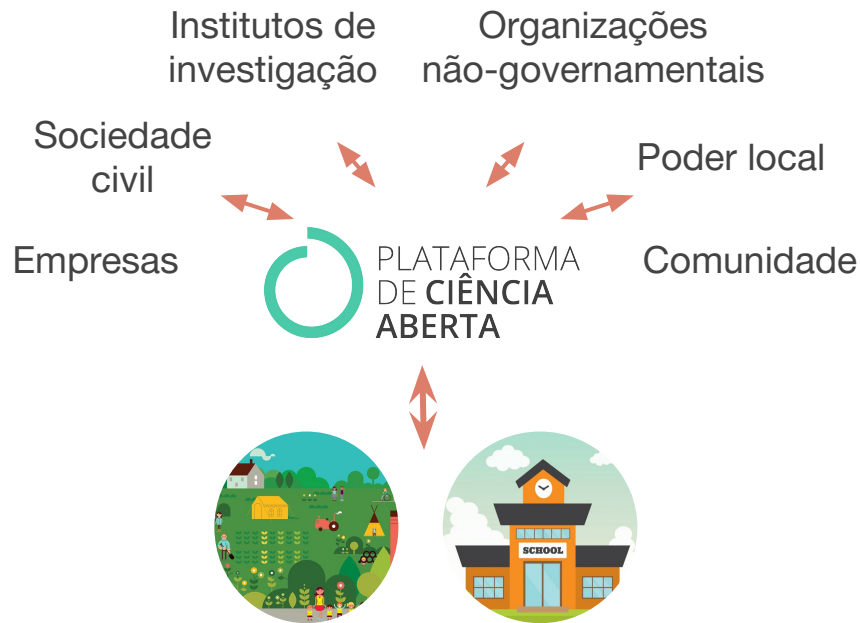 Institutos de
investigação
Organizações
não-governamentais
Sociedade
civil
Poder local
Empresas
PLATAFORMA
DE CIÊNCIA
ABERTA
Comunidade
SCHOOL